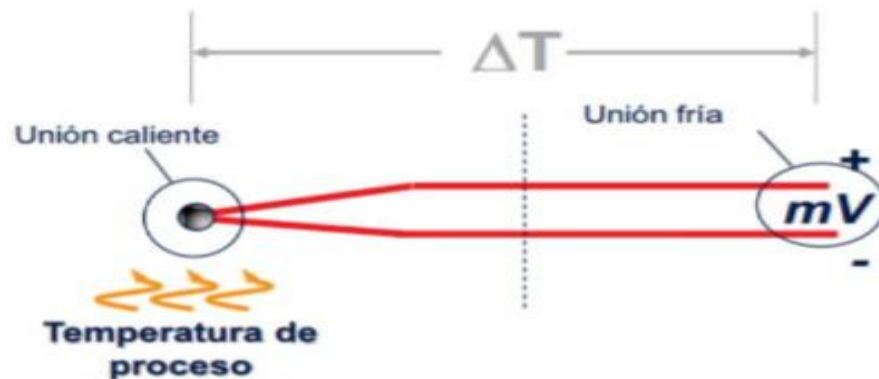 ΔT
Unión caliente
Unión fría
+
mV
-
Temperatura de
proceso